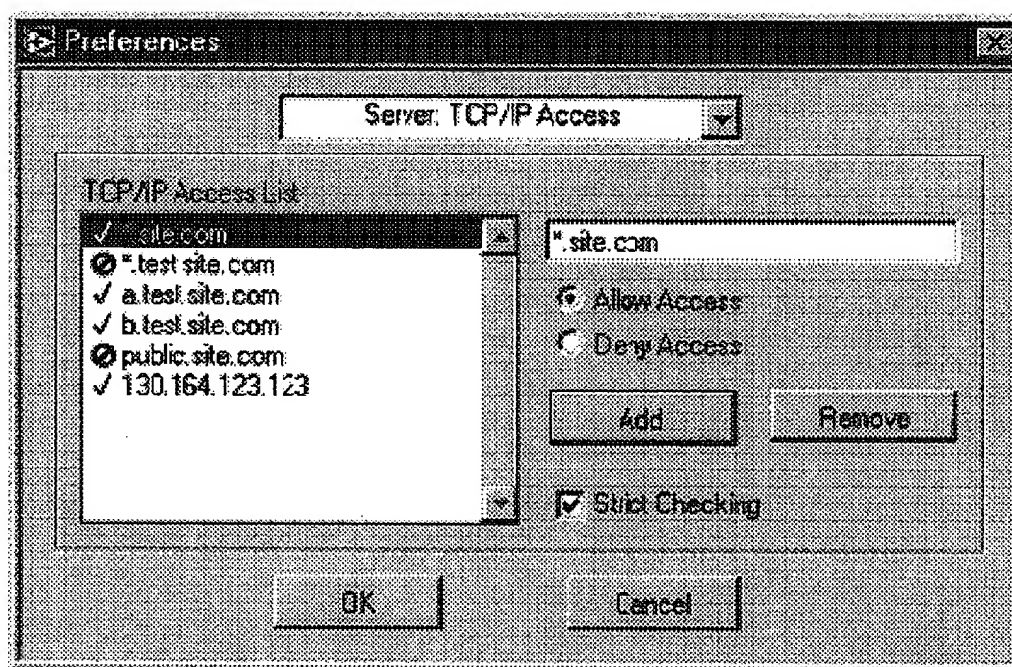 Preferences
Server: TCP/IP Access
TCP/IP Access List
✓ *.site.com
*.site.com
*.test.site.com
Allow Access
✓ a.test.site.com
✓ b.test.site.com
Deny Access
public.site.com
✓ 130.164.123.123
Add
Remove
Strict Checking
OK
Cancel